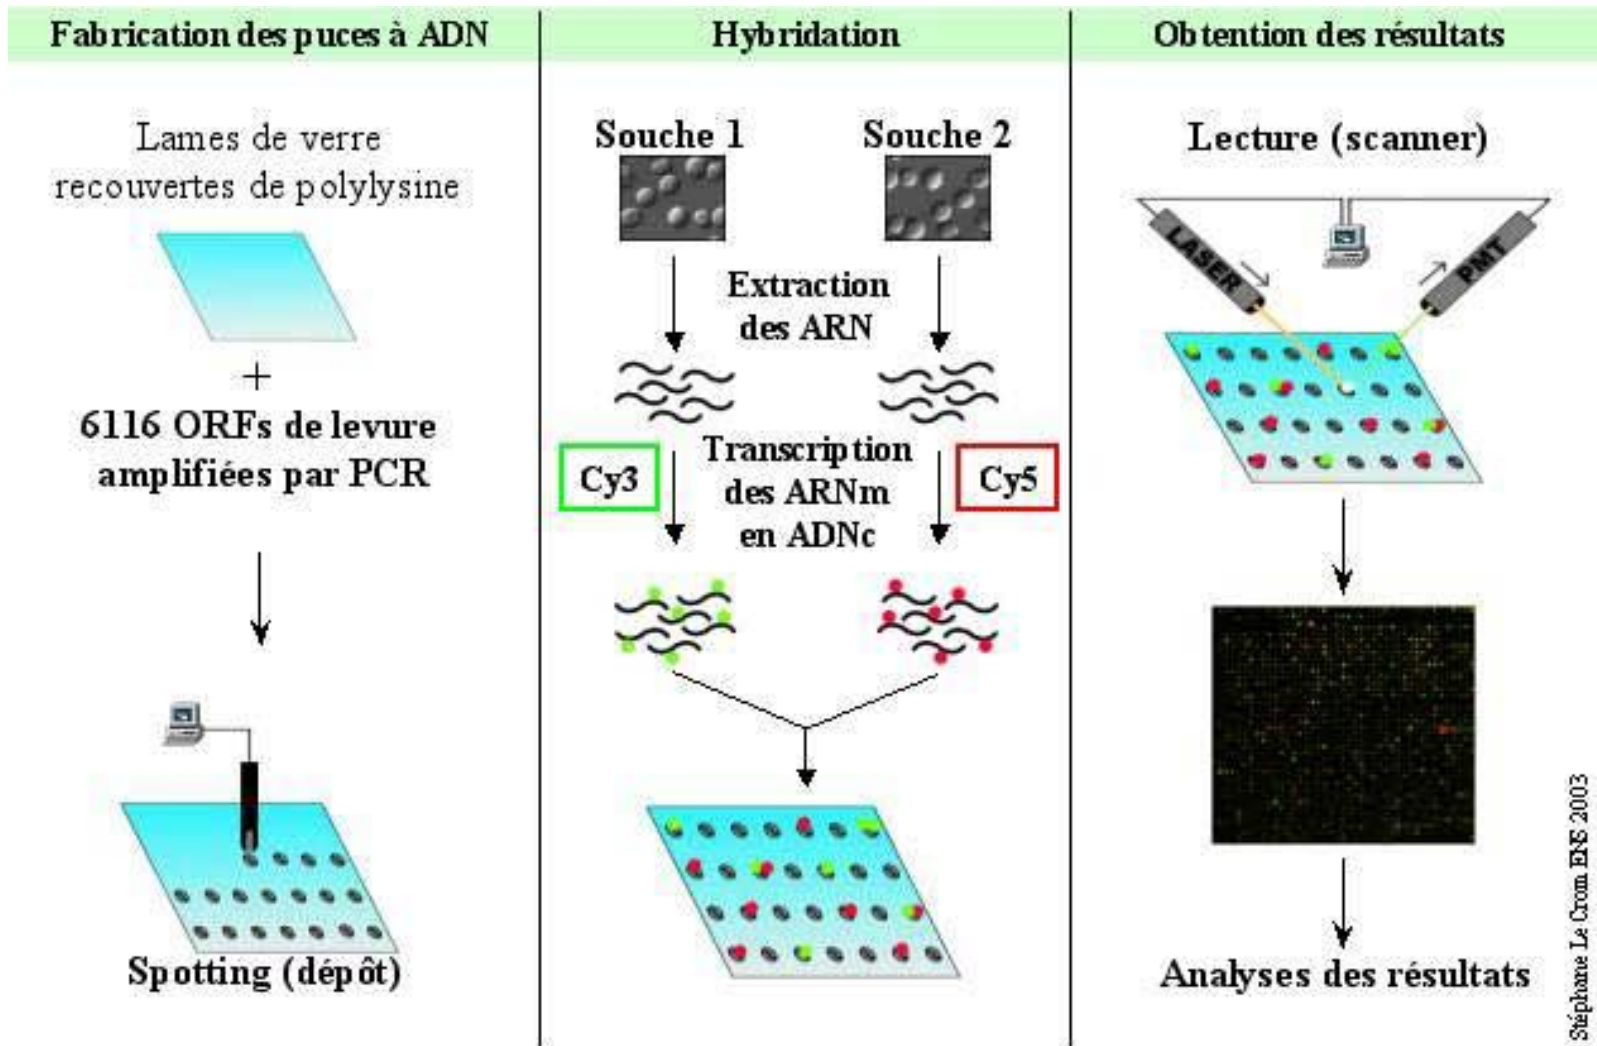 Fabrication des puces à ADN
Lames de verre
recouvertes de polylysine
+
6116 ORFs de levure
amplifiées par PCR
Spotting (dépôt)
Hybridation
Souche 1
Souche 2
Extraction
des ARN
Cy3
Transcription
des ARNm
en ADNc
Cy5
Obtention des résultats
Lecture (scanner)
LASER
PMT
Analyses des résultats
Stéphane Le Crom ENS 2003